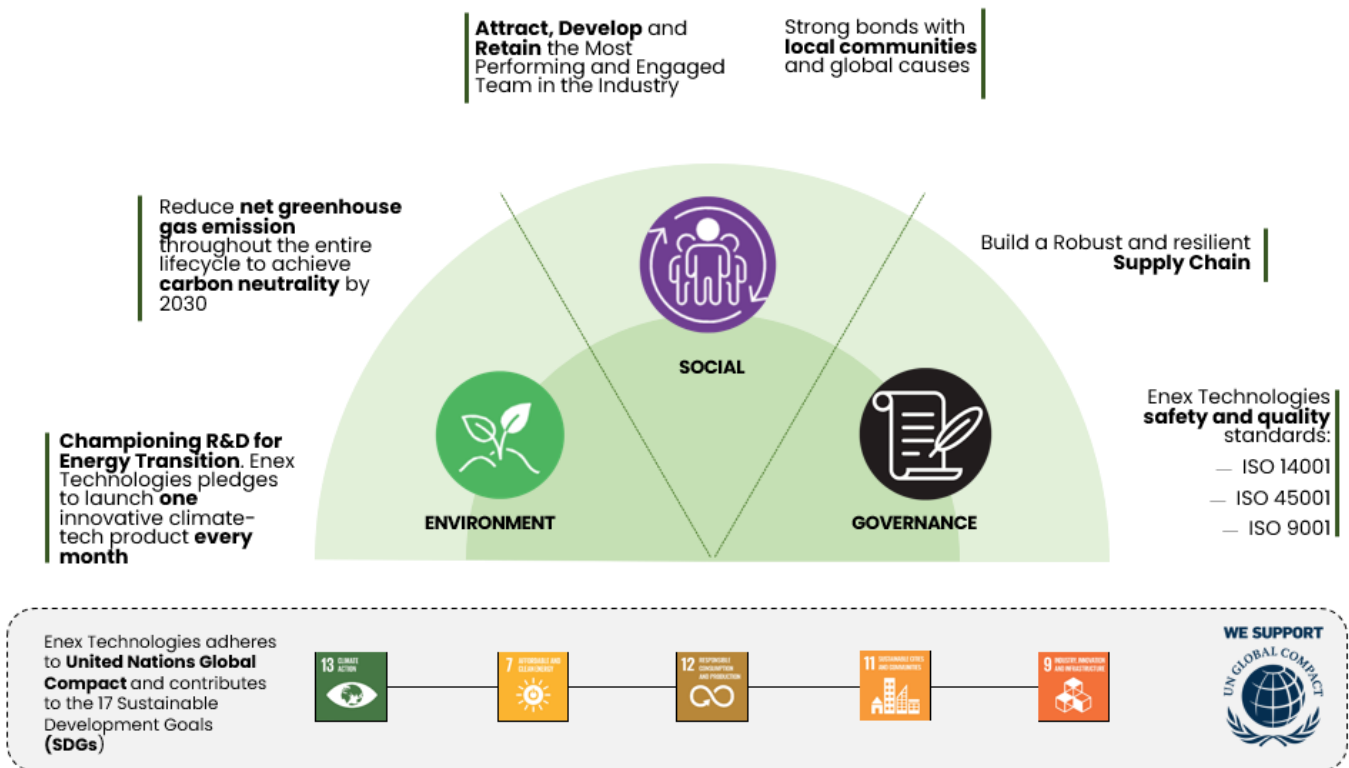 Attract, Develop and
Retain the Most
Performing and Engaged
Team in the Industry
Strong bonds with
local communities
and global causes
Reduce net greenhouse
gas emission
throughout the entire
lifecycle to achieve
carbon neutrality by
2030
Build a Robust and resilient
Supply Chain
SOCIAL
Championing R&D for
Energy Transition. Enex
Technologies pledges
to launch one
innovative climate-
tech product every
month
ENVIRONMENT
GOVERNANCE
Enex Technologies
safety and quality
standards:
— ISO 14001
— ISO 45001
— ISO 9001
Enex Technologies adheres
to United Nations Global
Compact and contributes
to the 17 Sustainable
Development Goals
(SDGs)
13 CLIMATE
ACTION
7 AFFORDABLE AND
CLEAN ENERGY
12 RESPONSIBLE
CONSUMPTION
AND PRODUCTION
11 SUSTAINABLE CITIES
AND COMMUNITIES
9 INDUSTRY, INNOVATION
AND INFRASTRUCTURE
WE SUPPORT
UN GLOBAL COMPACT